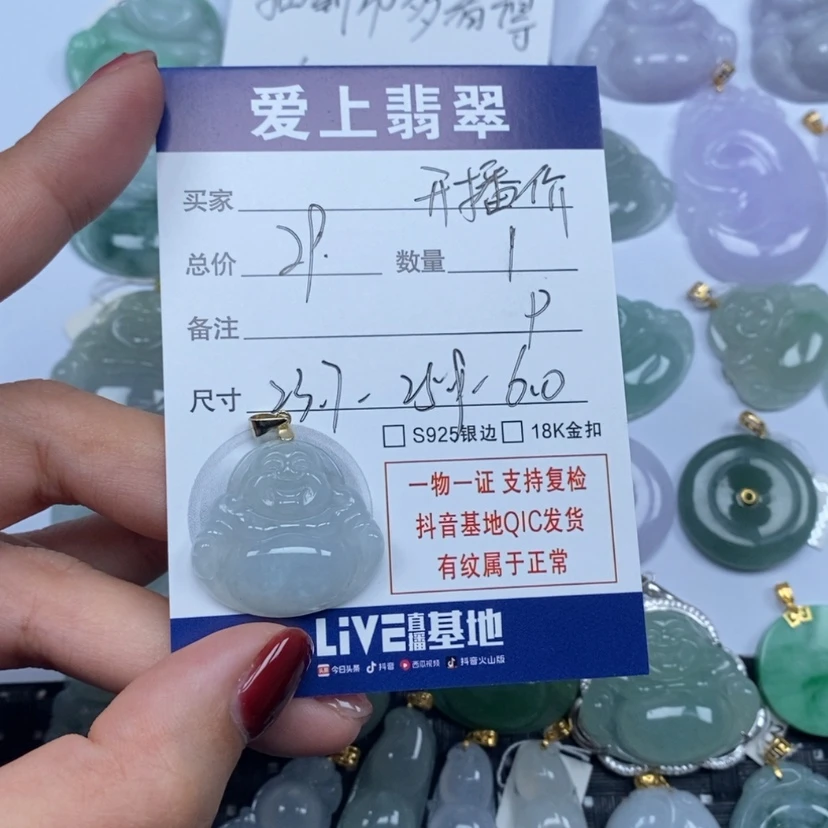 爱上翡翠
买家 开播价
总价 29. 数量 1
备注 P
尺寸 23.7 - 25.9 - 6.0
□ S925银边 □ 18K金扣
一物一证 支持复检
抖音基地QIC发货
有纹属于正常
LiVE直播基地
头条 今日头条 抖音 西瓜视频 抖音火山版